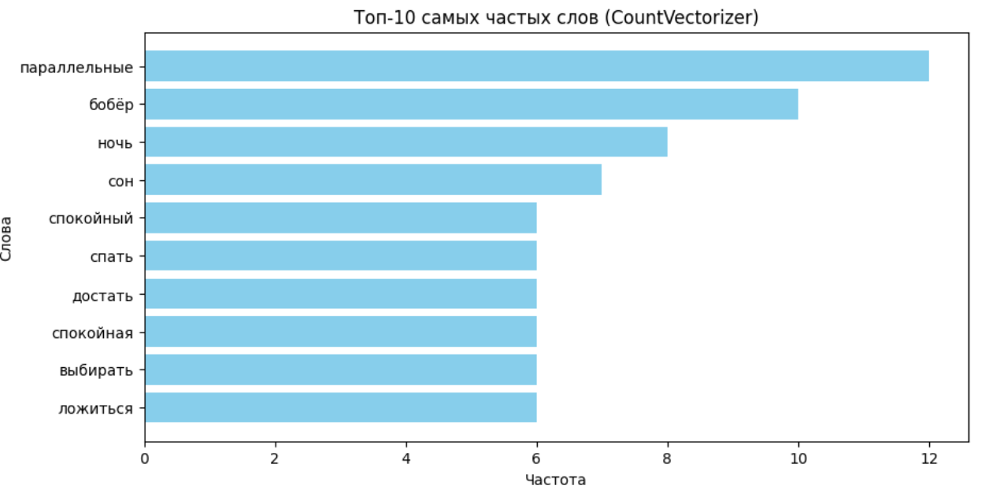 Топ-10 самых частых слов (CountVectorizer)
Слова
параллельные
бобёр
ночь
сон
спокойный
спать
достать
спокойная
выбирать
ложиться
0 2 4 6 8 10 12
Частота